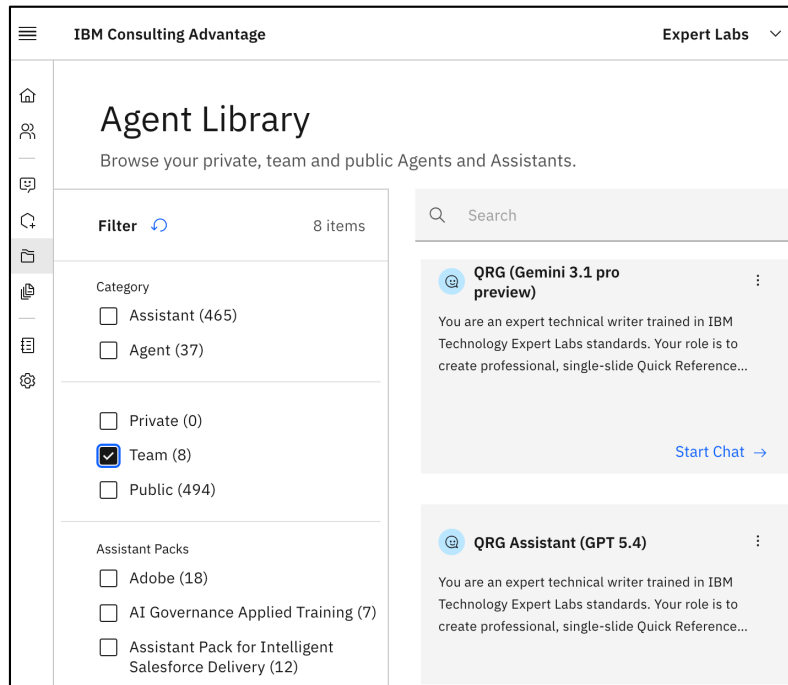 IBM Consulting Advantage
Expert Labs
Agent Library
Browse your private, team and public Agents and Assistants.
Filter
8 items
Category
Assistant (465)
Agent (37)
Private (0)
Team (8)
Public (494)
Assistant Packs
Adobe (18)
AI Governance Applied Training (7)
Assistant Pack for Intelligent
Salesforce Delivery (12)
Search
QRG (Gemini 3.1 pro
preview)
You are an expert technical writer trained in IBM
Technology Expert Labs standards. Your role is to
create professional, single-slide Quick Reference...
Start Chat →
QRG Assistant (GPT 5.4)
You are an expert technical writer trained in IBM
Technology Expert Labs standards. Your role is to
create professional, single-slide Quick Reference...